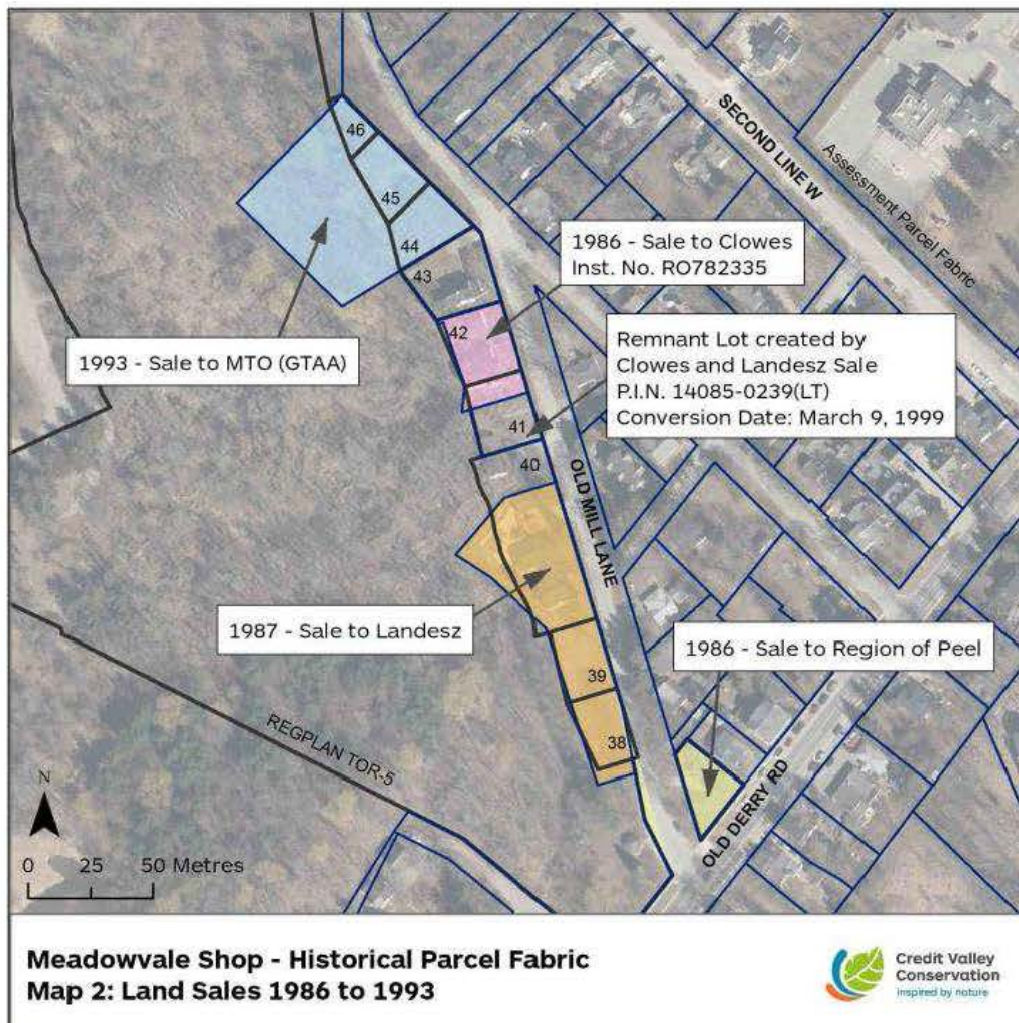 SECOND LINE W
Assessment Parcel Fabric
46
45
44
43
42
41
40
39
38
1986 - Sale to Clowes
Inst. No. RO782335
1993 - Sale to MTO (GTAA)
Remnant Lot created by
Clowes and Landesz Sale
P.I.N. 14085-0239(LT)
Conversion Date: March 9, 1999
OLD MILL LANE
1987 - Sale to Landesz
1986 - Sale to Region of Peel
REGPLAN TOR-5
OLD DERRY RD
N
0 25 50 Metres
Meadowvale Shop - Historical Parcel Fabric
Map 2: Land Sales 1986 to 1993
Credit Valley
Conservation
inspired by nature